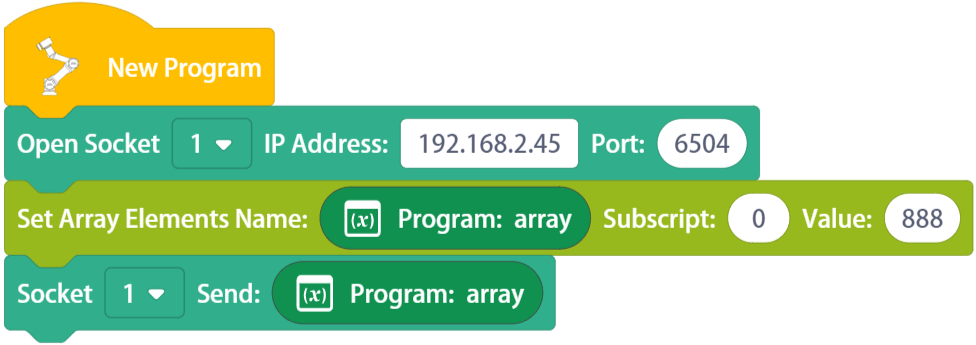 New Program
Open Socket 1 IP Address: 192.168.2.45 Port: 6504
Set Array Elements Name: (x) Program: array Subscript: 0 Value: 888
Socket 1 Send: (x) Program: array